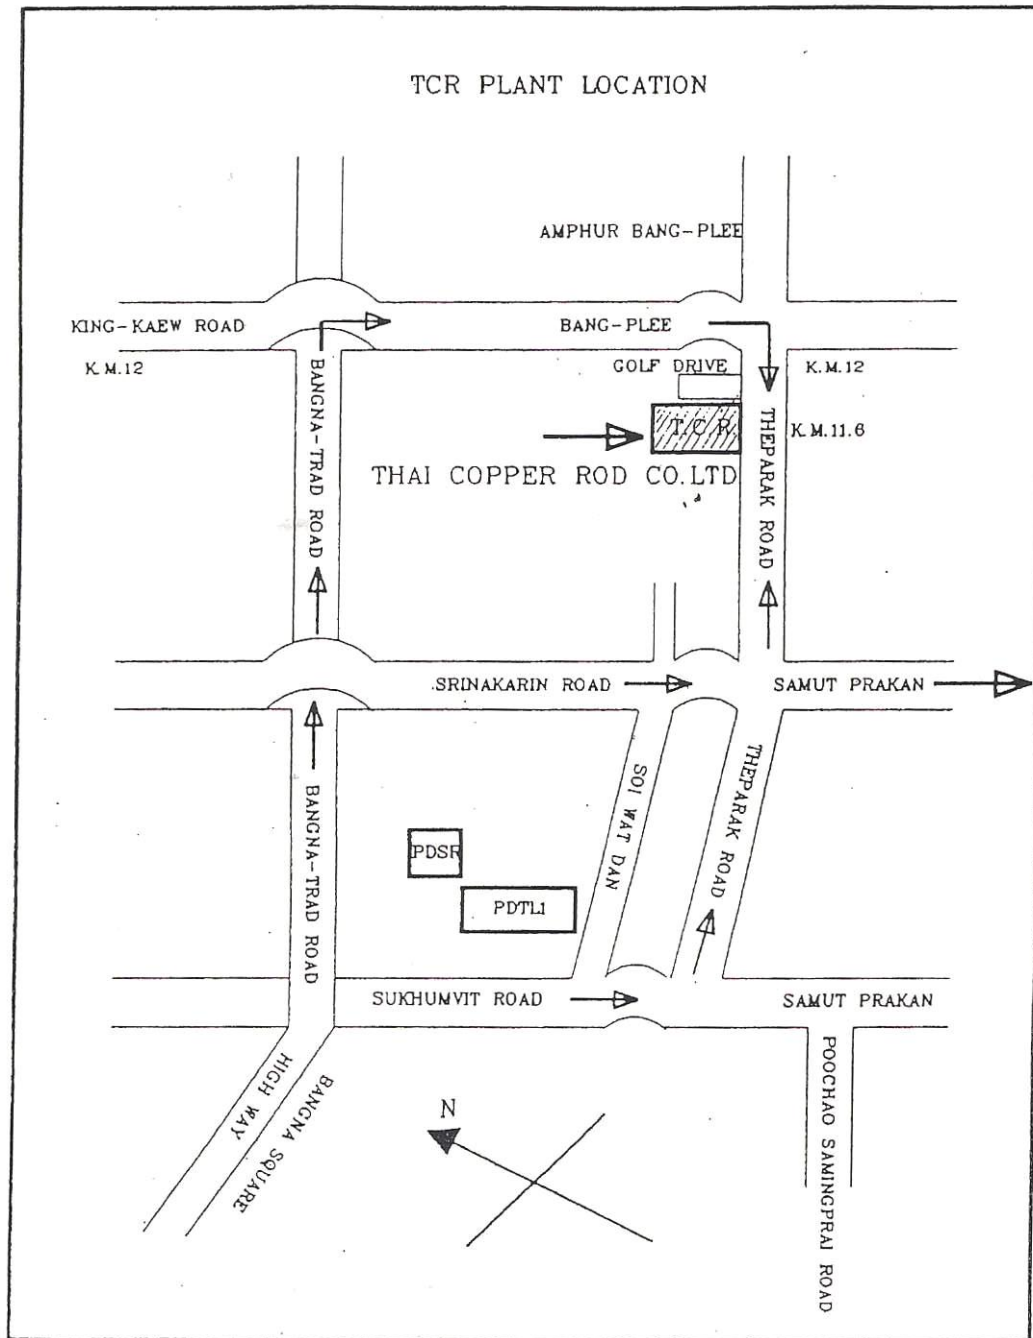 TCR PLANT LOCATION
AMPHUR BANG-PLEE
KING-KAEW ROAD
BANG-PLEE
K.M.12
GOLF DRIVE
K.M.12
T.C.R.
K.M.11.6
THAI COPPER ROD CO.LTD
BANGNA-TRAD ROAD
THEPARAK ROAD
SRINAKARIN ROAD
SAMUT PRAKAN
BANGNA-TRAD ROAD
SOI WAT DAN
THEPARAK ROAD
PDSR
PDTL1
SUKHUMVIT ROAD
SAMUT PRAKAN
HIGH WAY
BANGNA SQUARE
POOCHAO SAMINGPRAI ROAD
N